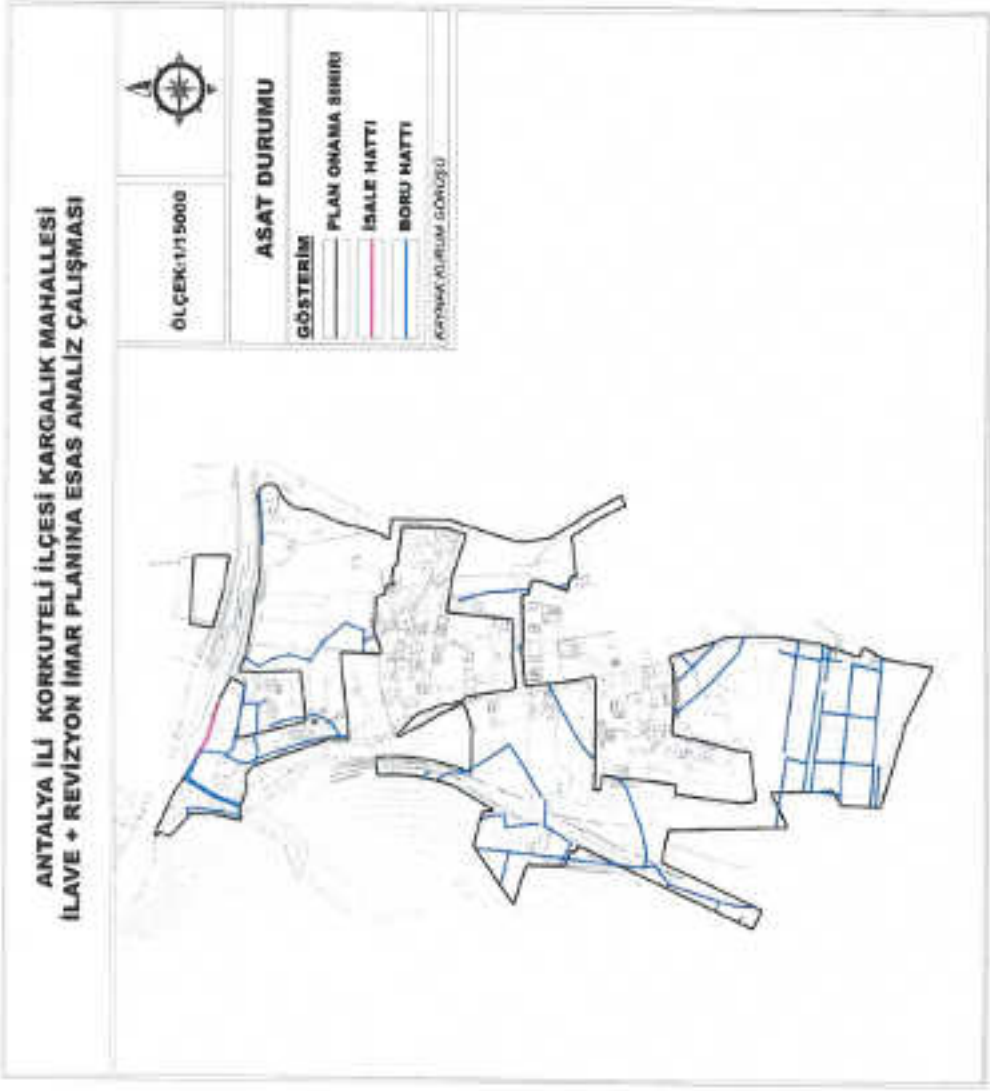 ANTALYA İLİ KORKUTELİ İLÇESİ KARGALIK MAHALLESİ
İLAVE + REVİZYON İMAR PLANINA ESAS ANALİZ ÇALIŞMASI
ÖLÇEK:1/15000
ASAT DURUMU
GÖSTERİM
PLAN ONAMA SINIRI
İSALE HATTI
BORU HATTI
KAYNAK:KURUM GÖRÜŞÜ